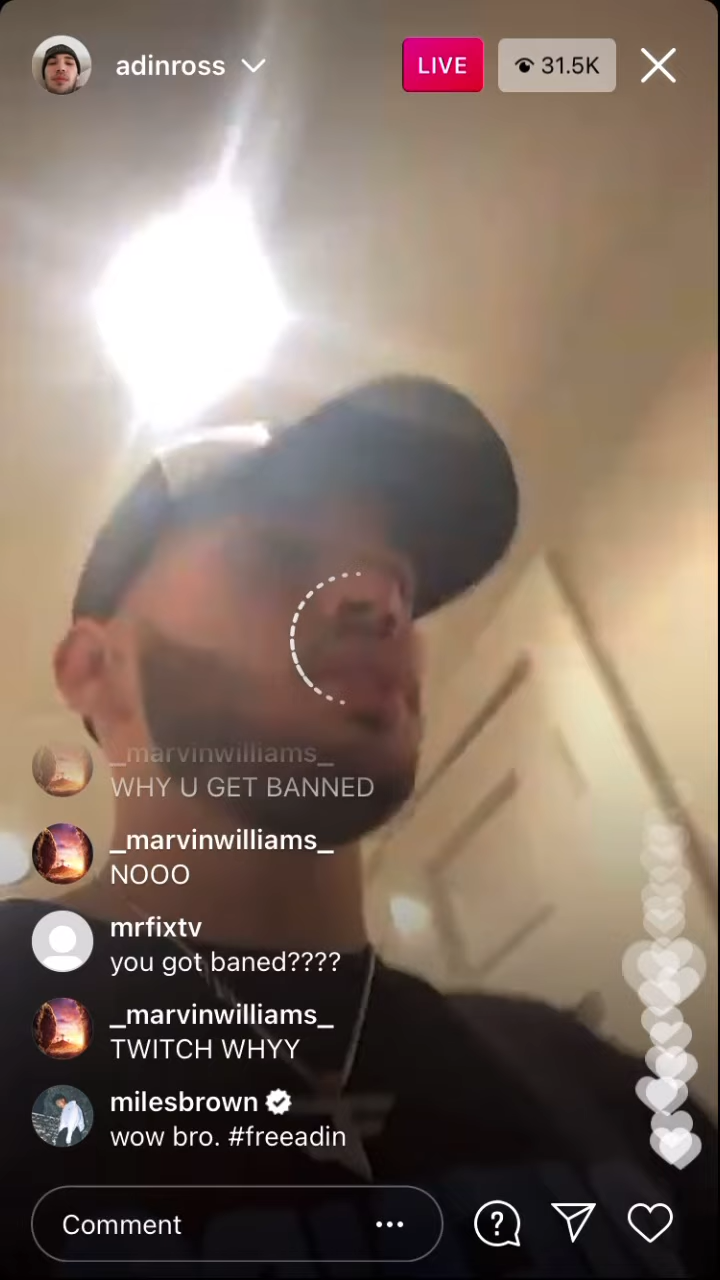 adinross
LIVE
31.5K
_marvinwilliams_
WHY U GET BANNED
_marvinwilliams_
NOOO
mrfixtv
you got baned????
_marvinwilliams_
TWITCH WHYY
milesbrown
wow bro. #freeadin
Comment